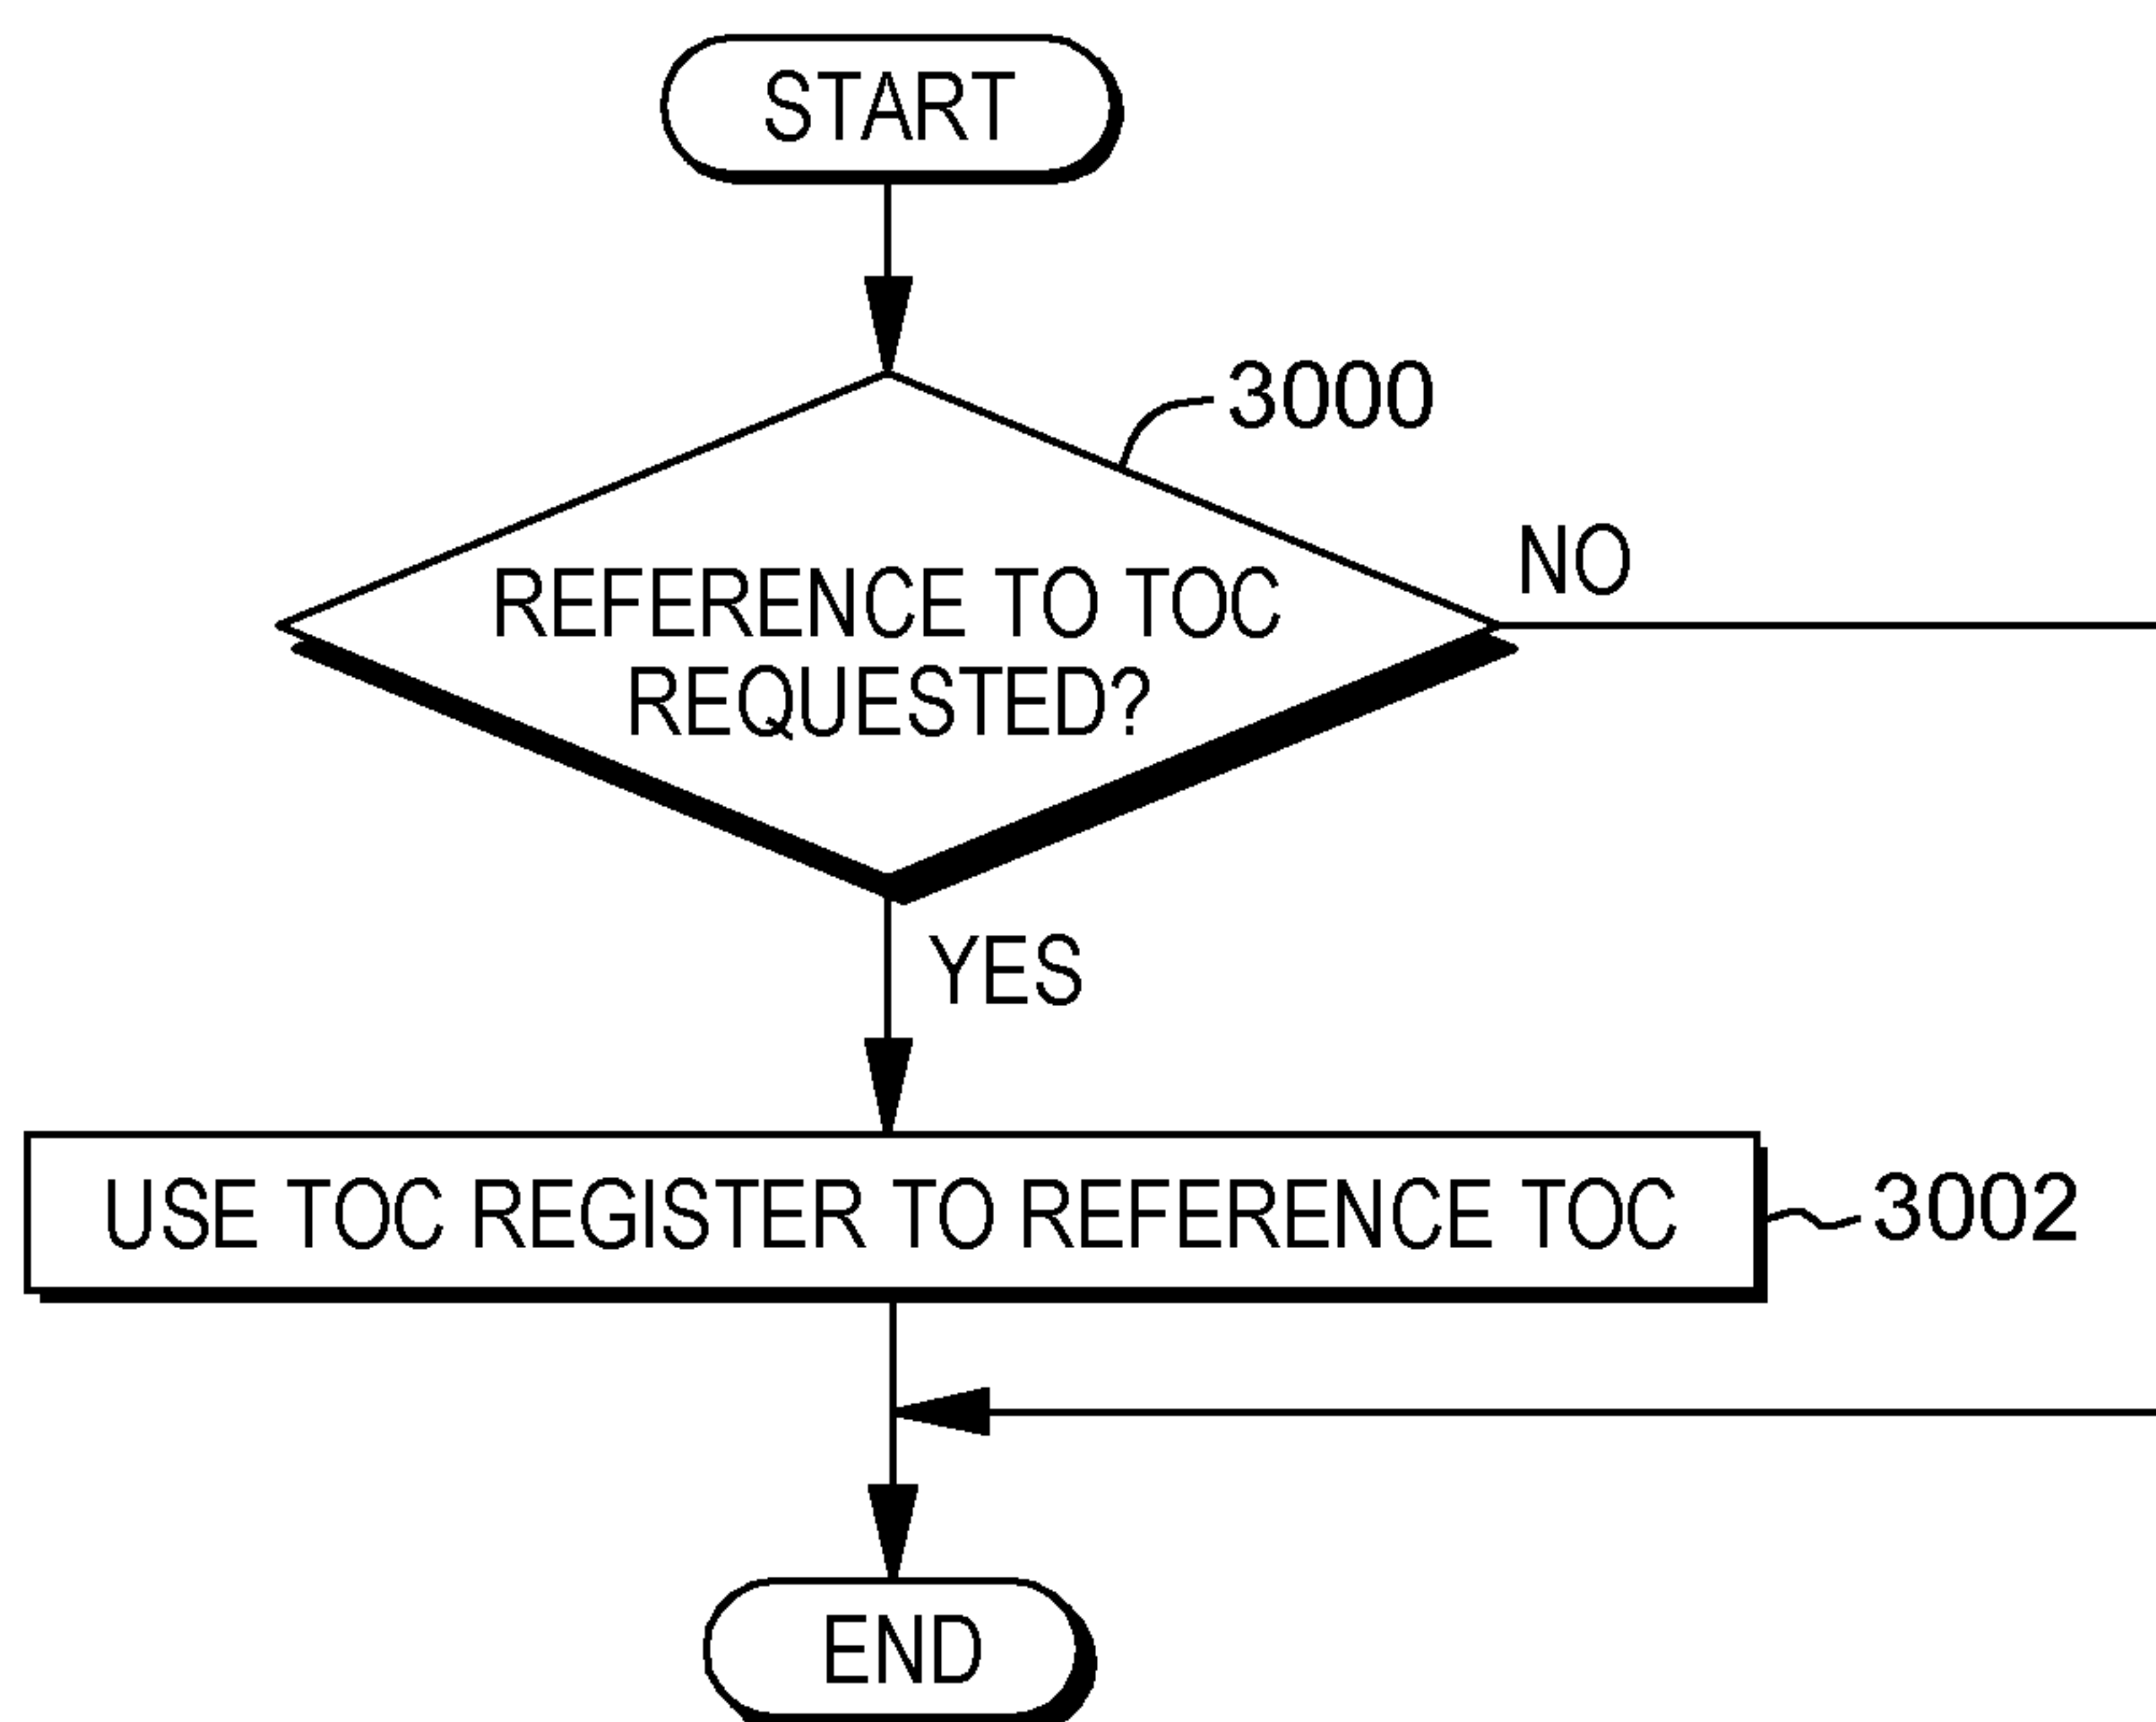 START
3000
NO
REFERENCE TO TOC
REQUESTED?
YES
USE TOC REGISTER TO REFERENCE TOC
3002
END